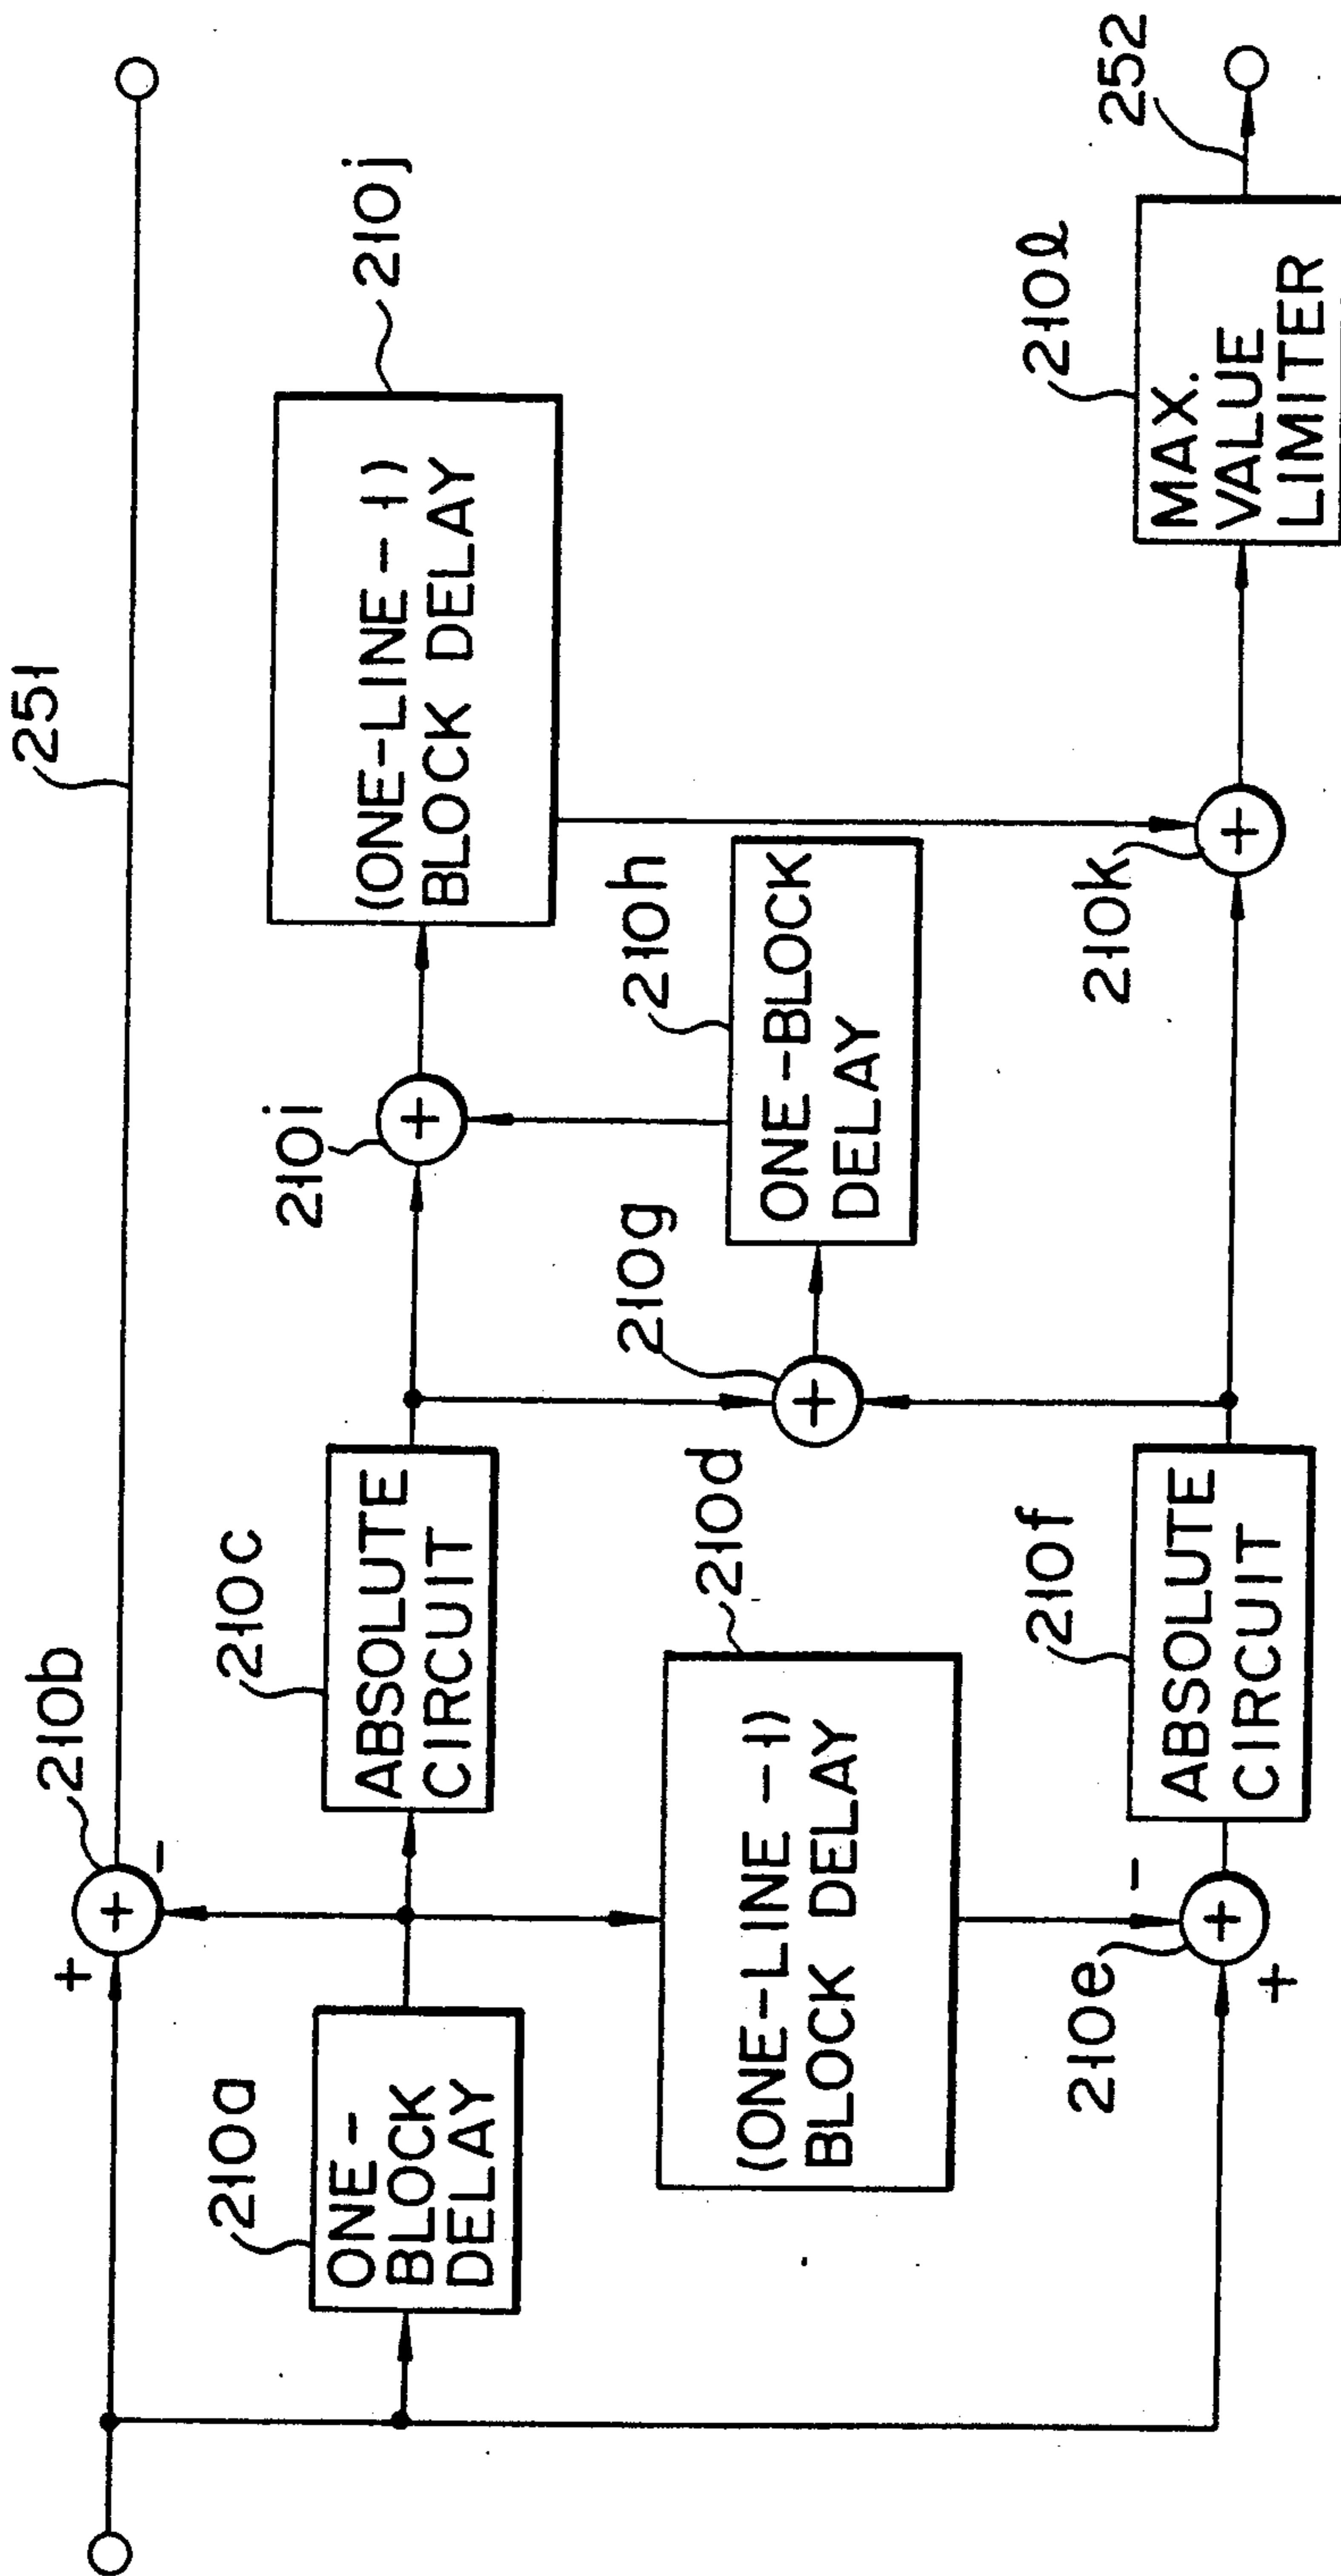 251
210b
+
-
+
210a
ONE-
BLOCK
DELAY
210c
ABSOLUTE
CIRCUIT
210i
+
210j
(ONE-LINE-1)
BLOCK DELAY
210d
(ONE-LINE-1)
BLOCK DELAY
210g
+
210h
ONE-BLOCK
DELAY
210e
-
+
+
210f
ABSOLUTE
CIRCUIT
210k
+
210ℓ
MAX.
VALUE
LIMITER
252